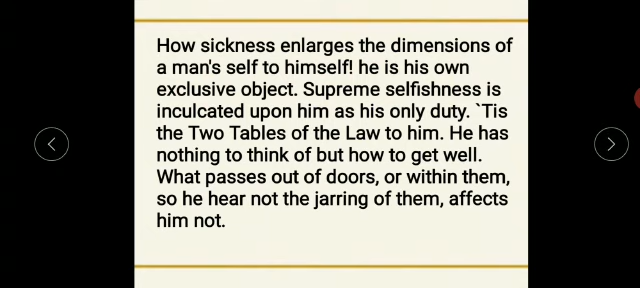 How sickness enlarges the dimensions of
a man's self to himself! he is his own
exclusive object. Supreme selfishness is
inculcated upon him as his only duty. `Tis
the Two Tables of the Law to him. He has
nothing to think of but how to get well.
What passes out of doors, or within them,
so he hear not the jarring of them, affects
him not.